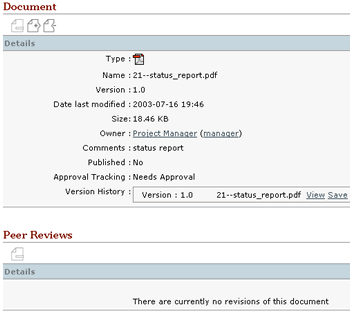 Document
Details
Type :
Name : 21--status_report.pdf
Version : 1.0
Date last modified : 2003-07-16 19:46
Size: 18.46 KB
Owner : Project Manager (manager)
Comments : status report
Published : No
Approval Tracking : Needs Approval
Version History : Version : 1.0 21--status_report.pdf View Save
Peer Reviews
Details
There are currently no revisions of this document